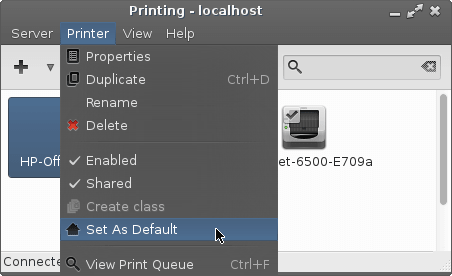 Printing - localhost
Server Printer View Help
Properties
Duplicate Ctrl+D
Rename
Delete
HP-Off
et-6500-E709a
Enabled
Shared
Create class
Set As Default
View Print Queue Ctrl+F
Connecte